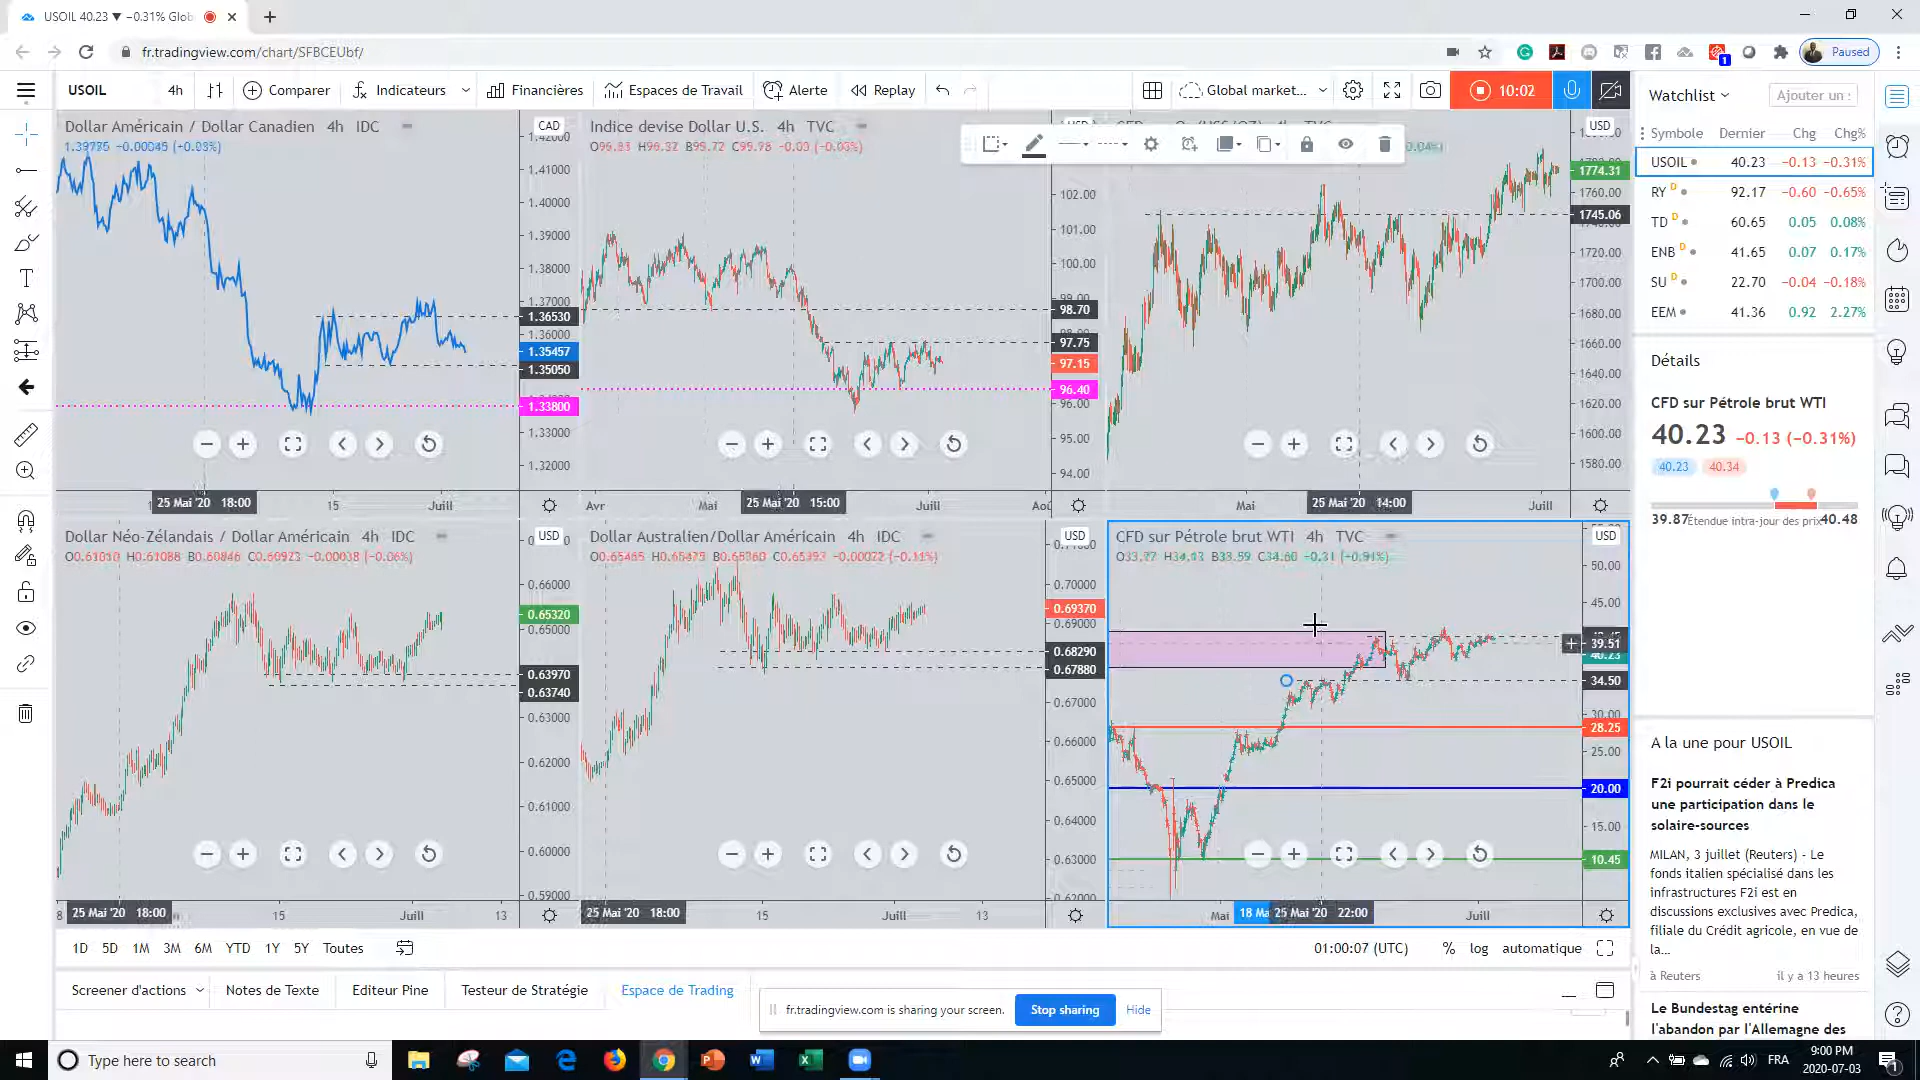 USOIL 40.23 ▼ −0.31% Glob
fr.tradingview.com/chart/SFBCEUbf/
Paused
USOIL
4h
Comparer
Indicateurs
Financières
Espaces de Travail
Alerte
Replay
Global market...
10:02
Watchlist
Ajouter un :
Dollar Américain / Dollar Canadien 4h IDC
CAD
Indice devise Dollar U.S. 4h TVC
USD
1.41000
1.40000
1.39000
1.38000
1.37000
1.36530
1.36000
1.35457
1.35050
1.33800
1.33000
1.32000
102.00
101.00
100.00
98.70
97.75
97.15
96.40
96.00
95.00
94.00
1774.31
1760.00
1745.06
1720.00
1700.00
1680.00
1660.00
1640.00
1620.00
1600.00
1580.00
25 Mai '20 18:00
15
Juill
Avr
Mai
25 Mai '20 15:00
Juill
Mai
25 Mai '20 14:00
Juill
Symbole Dernier Chg Chg%
USOIL 40.23 −0.13 −0.31%
RY D 92.17 −0.60 −0.65%
TD D 60.65 0.05 0.08%
ENB D 41.65 0.07 0.17%
SU D 22.70 −0.04 −0.18%
EEM 41.36 0.92 2.27%
Détails
CFD sur Pétrole brut WTI
40.23 −0.13 (−0.31%)
40.23 40.34
39.87 Étendue intra-jour des prix 40.48
Dollar Néo-Zélandais / Dollar Américain 4h IDC
USD
Dollar Australien/Dollar Américain 4h IDC
USD
CFD sur Pétrole brut WTI 4h TVC
USD
0.66000
0.65320
0.65000
0.63970
0.63740
0.63000
0.62000
0.61000
0.60000
0.59000
0.70000
0.69370
0.69000
0.68290
0.67880
0.67000
0.66000
0.65000
0.64000
0.63000
50.00
45.00
39.51
34.50
30.00
28.25
25.00
20.00
15.00
10.45
8
25 Mai '20 18:00
15
Juill
13
25 Mai '20 18:00
15
Juill
13
Mai
18 Ma
25 Mai '20 22:00
Juill
A la une pour USOIL
F2i pourrait céder à Predica
une participation dans le
solaire-sources
MILAN, 3 juillet (Reuters) - Le
fonds italien spécialisé dans les
infrastructures F2i est en
discussions exclusives avec Predica,
filiale du Crédit agricole, en vue de
la...
à Reuters il y a 13 heures
Le Bundestag entérine
l'abandon par l'Allemagne des
1D 5D 1M 3M 6M YTD 1Y 5Y Toutes
01:00:07 (UTC) % log automatique
Screener d'actions
Notes de Texte
Editeur Pine
Testeur de Stratégie
Espace de Trading
fr.tradingview.com is sharing your screen.
Stop sharing
Hide
Type here to search
FRA
9:00 PM
2020-07-03
1